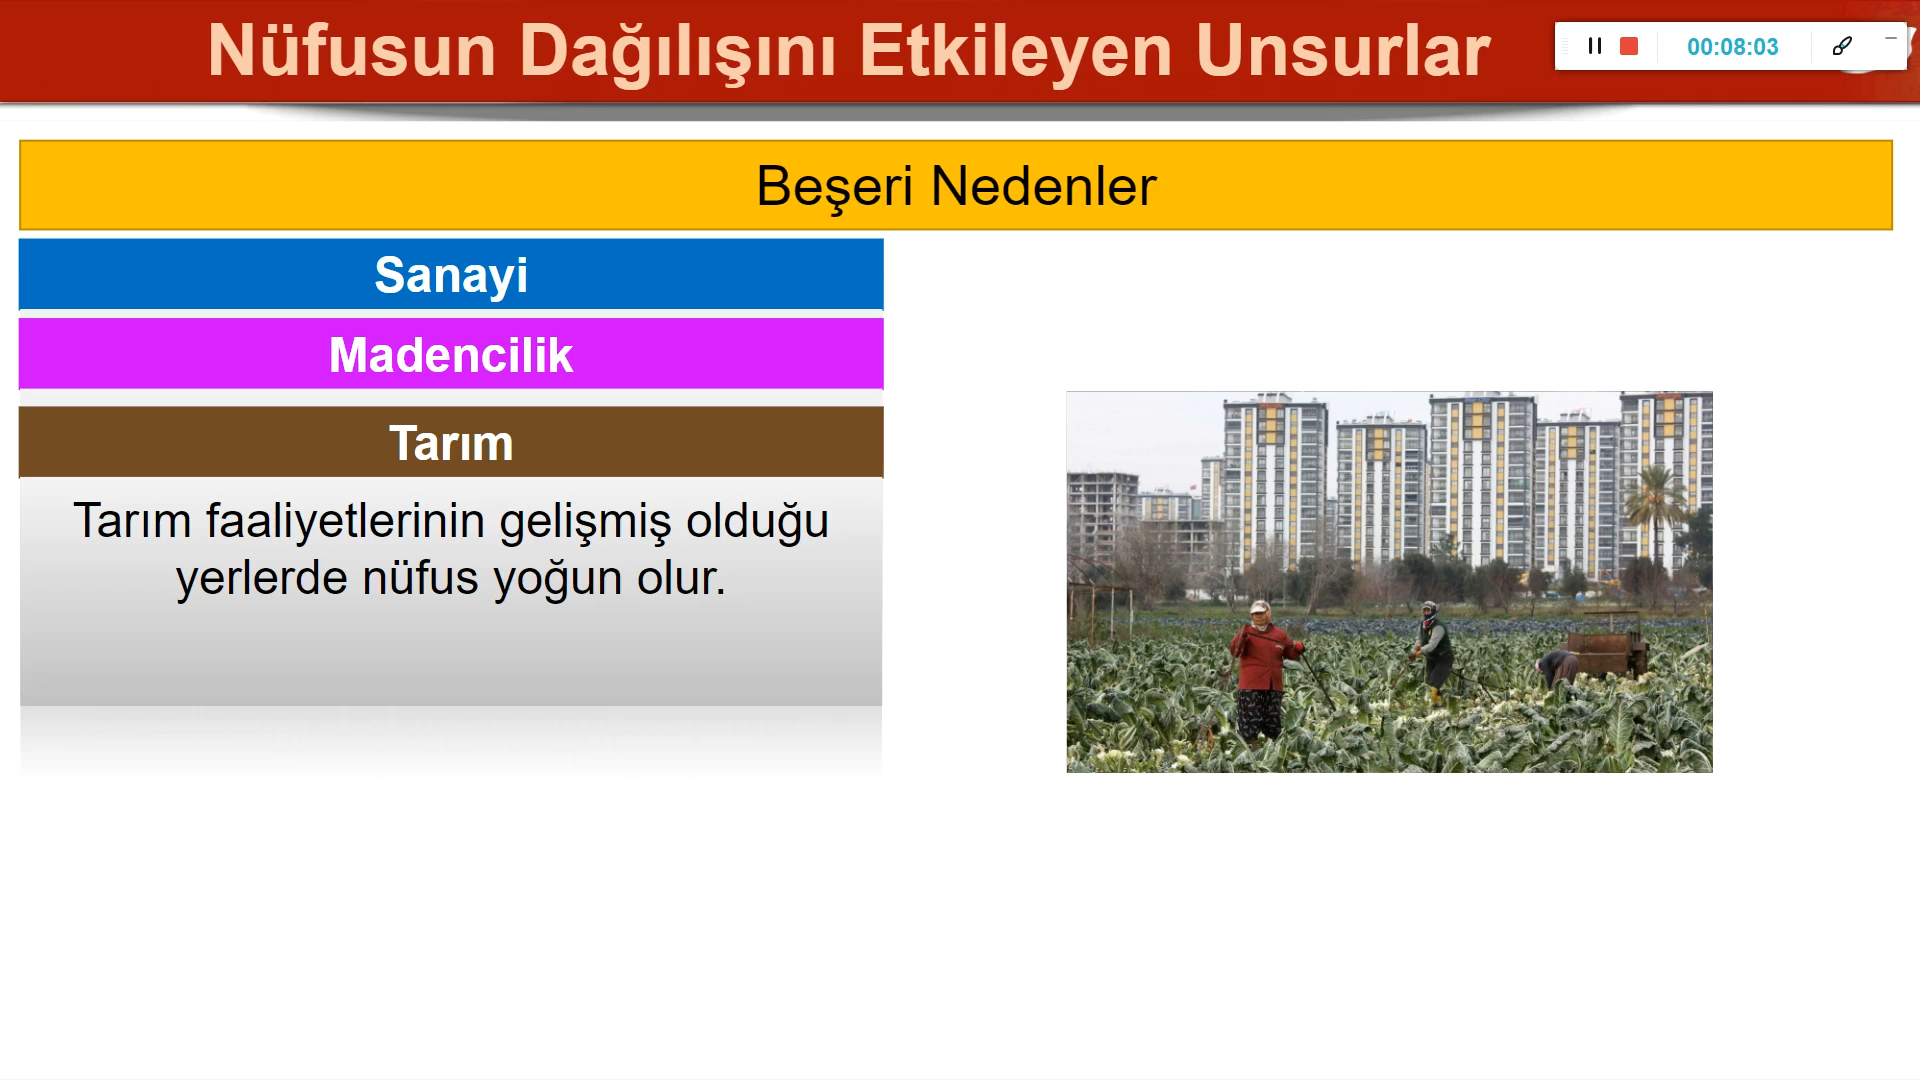 Nüfusun Dağılışını Etkileyen Unsurlar
00:08:03
Beşeri Nedenler
Sanayi
Madencilik
Tarım
Tarım faaliyetlerinin gelişmiş olduğu
yerlerde nüfus yoğun olur.